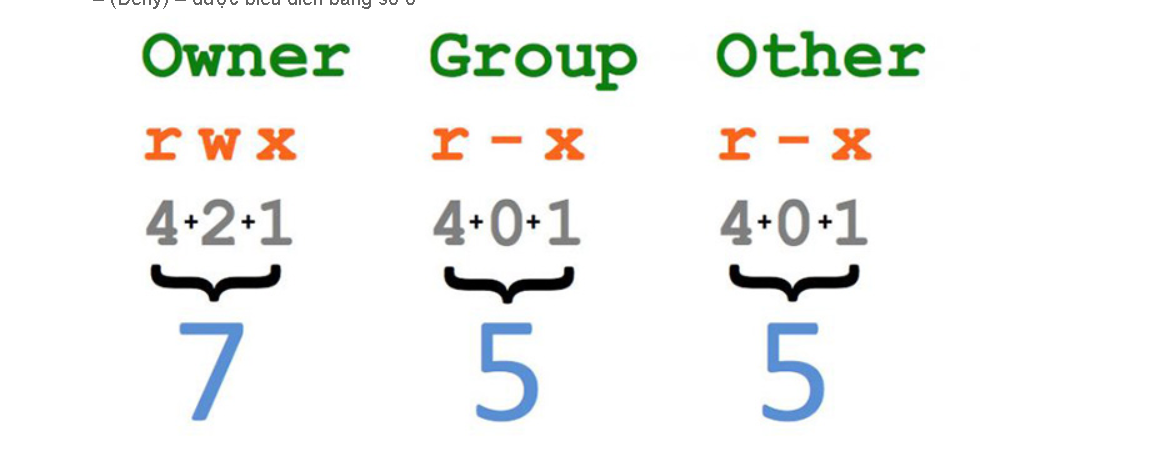 – (Deny) – được biểu diễn bằng số 0
Owner Group Other
r w x r - x r - x
4+2+1 4+0+1 4+0+1
7 5 5